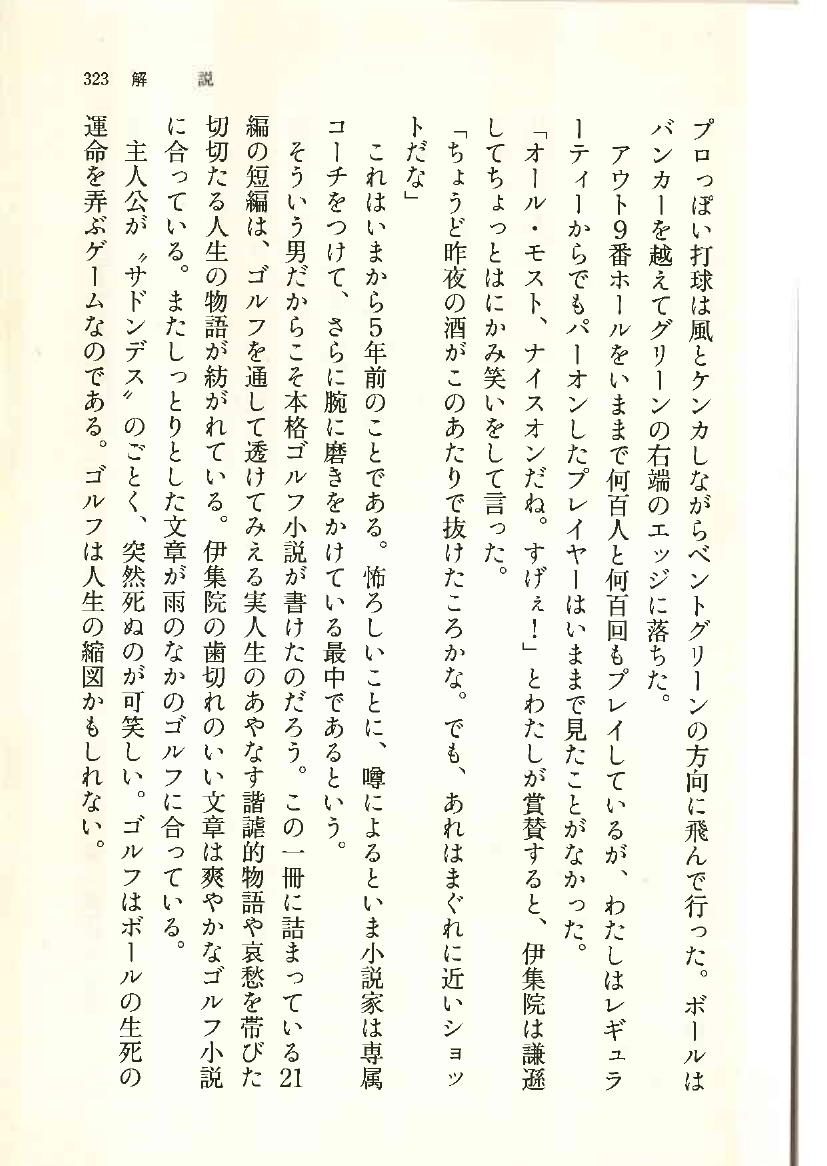 323 解 説
プロっぽい打球は風とケンカしながらベントグリーンの方向に飛んで行った。ボールは
バンカーを越えてグリーンの右端のエッジに落ちた。
アウト9番ホールをいままで何百人と何百回もプレイしているが、わたしはレギュラ
ーティーからでもパーオンしたプレイヤーはいままで見たことがなかった。
「オール・モスト、ナイスオンだね。すげぇ！」とわたしが賞賛すると、伊集院は謙遜
してちょっとはにかみ笑いをして言った。
「ちょうど昨夜の酒がこのあたりで抜けたころかな。でも、あれはまぐれに近いショッ
トだな」
これはいまから5年前のことである。怖ろしいことに、噂によるといま小説家は専属
コーチをつけて、さらに腕に磨きをかけている最中であるという。
そういう男だからこそ本格ゴルフ小説が書けたのだろう。この一冊に詰まっている21
編の短編は、ゴルフを通して透けてみえる実人生のあやなす諧謔的物語や哀愁を帯びた
切切たる人生の物語が紡がれている。伊集院の歯切れのいい文章は爽やかなゴルフ小説
に合っている。またしっとりとした文章が雨のなかのゴルフに合っている。
主人公が〝サドンデス〟のごとく、突然死ぬのが可笑しい。ゴルフはボールの生死の
運命を弄ぶゲームなのである。ゴルフは人生の縮図かもしれない。